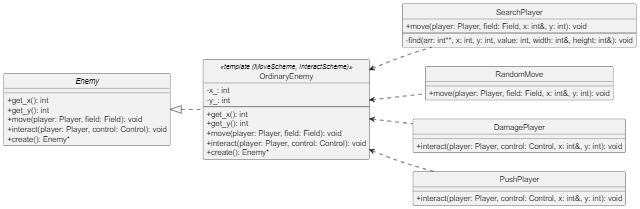 Enemy
+get_x(): int
+get_y(): int
+move(player: Player, field: Field): void
+interact(player: Player, control: Control): void
+create(): Enemy*
«template (MoveScheme, InteractScheme)»
OrdinaryEnemy
-x_: int
-y_: int
+get_x(): int
+get_y(): int
+move(player: Player, field: Field): void
+interact(player: Player, control: Control): void
+create(): Enemy*
SearchPlayer
+move(player: Player, field: Field, x: int&, y: int): void
-find(arr: int**, x: int, y: int, value: int, width: int&, height: int&): void
RandomMove
+move(player: Player, field: Field, x: int&, y: int): void
DamagePlayer
+interact(player: Player, control: Control, x: int&, y: int): void
PushPlayer
+interact(player: Player, control: Control, x: int&, y: int): void